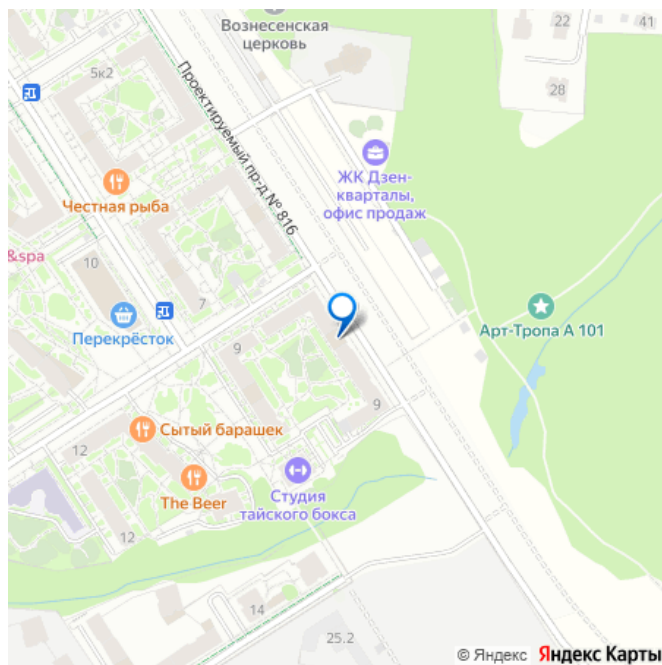 Вознесенская
церковь
22
41
28
5к2
Проектируемый пр-д № 816
ЖК Дзен-
кварталы,
офис продаж
Честная рыба
&spa
10
7
Перекрёсток
Арт-Тропа А 101
9
9
Сытый барашек
12
The Beer
Студия
тайского бокса
12
14
25.2
© Яндекс Яндекс Карты